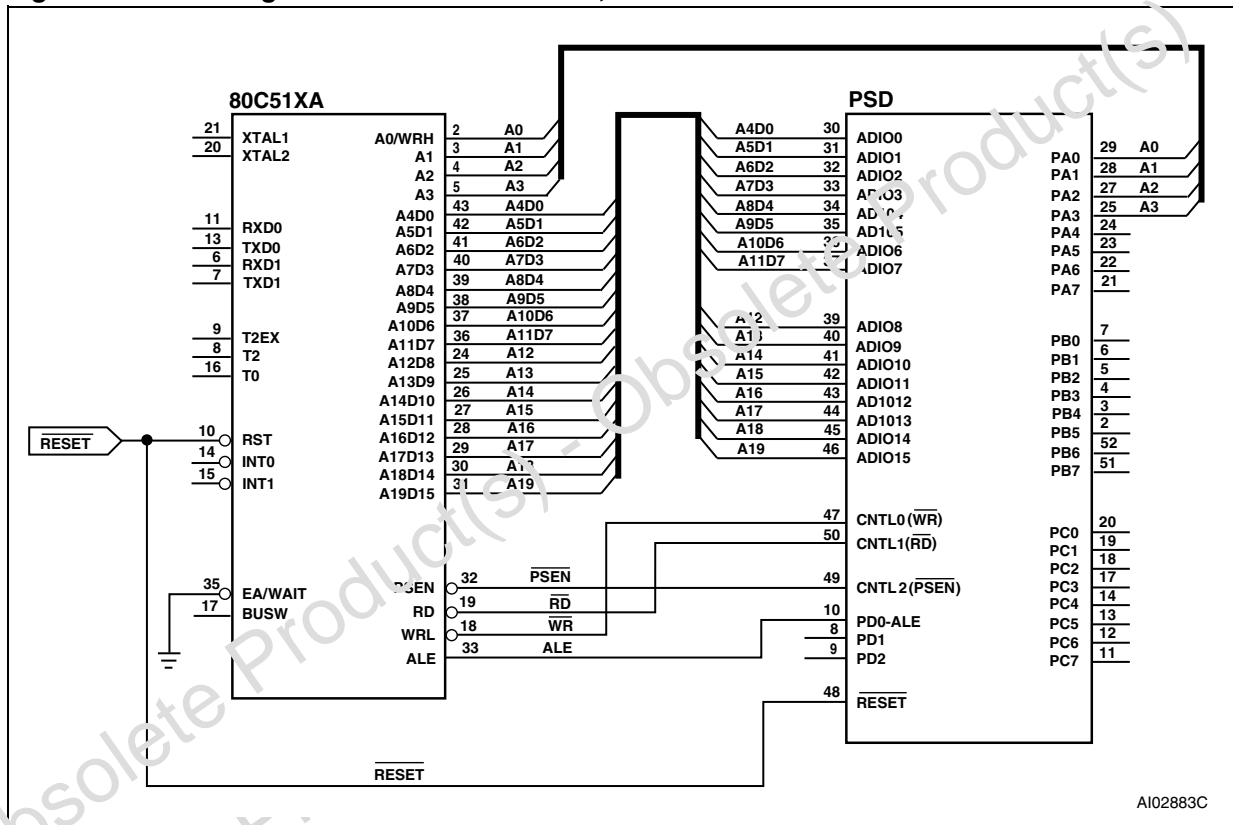 80C51XA
PSD
21 XTAL1
20 XTAL2
11 RXD0
13 TXD0
6 RXD1
7 TXD1
9 T2EX
8 T2
16 T0
RESET
10 RST
14 INT0
15 INT1
35 EA/WAIT
17 BUSW
A0/WRH 2 A0
A1 3 A1
A2 4 A2
A3 5 A3
A4D0 43 A4D0
A5D1 42 A5D1
A6D2 41 A6D2
A7D3 40 A7D3
A8D4 39 A8D4
A9D5 38 A9D5
A10D6 37 A10D6
A11D7 36 A11D7
A12D8 24 A12
A13D9 25 A13
A14D10 26 A14
A15D11 27 A15
A16D12 28 A16
A17D13 29 A17
A18D14 30
A19D15 31 A19
PSEN 32 PSEN
RD 19 RD
WRL 18 WR
ALE 33 ALE
RESET
A4D0 30 ADIO0
A5D1 31 ADIO1
A6D2 32 ADIO2
A7D3 33 ADIO3
A8D4 34
A9D5 35 AD105
A10D6 ADIO6
A11D7 ADIO7
A12 39 ADIO8
A13 40 ADIO9
A14 41 ADIO10
A15 42 ADIO11
A16 43 AD1012
A17 44 AD1013
A18 45 ADIO14
A19 46 ADIO15
47 CNTL0(WR)
50 CNTL1(RD)
49 CNTL2(PSEN)
10 PD0-ALE
8 PD1
9 PD2
48 RESET
PA0 29 A0
PA1 28 A1
PA2 27 A2
PA3 25 A3
PA4 24
PA5 23
PA6 22
PA7 21
PB0 7
PB1 6
PB2 5
PB3 4
PB4 3
PB5 2
PB6 52
PB7 51
PC0 20
PC1 19
PC2 18
PC3 17
PC4 14
PC5 13
PC6 12
PC7 11
AI02883C
Obsolete Product(s) - Obsolete Product(s)